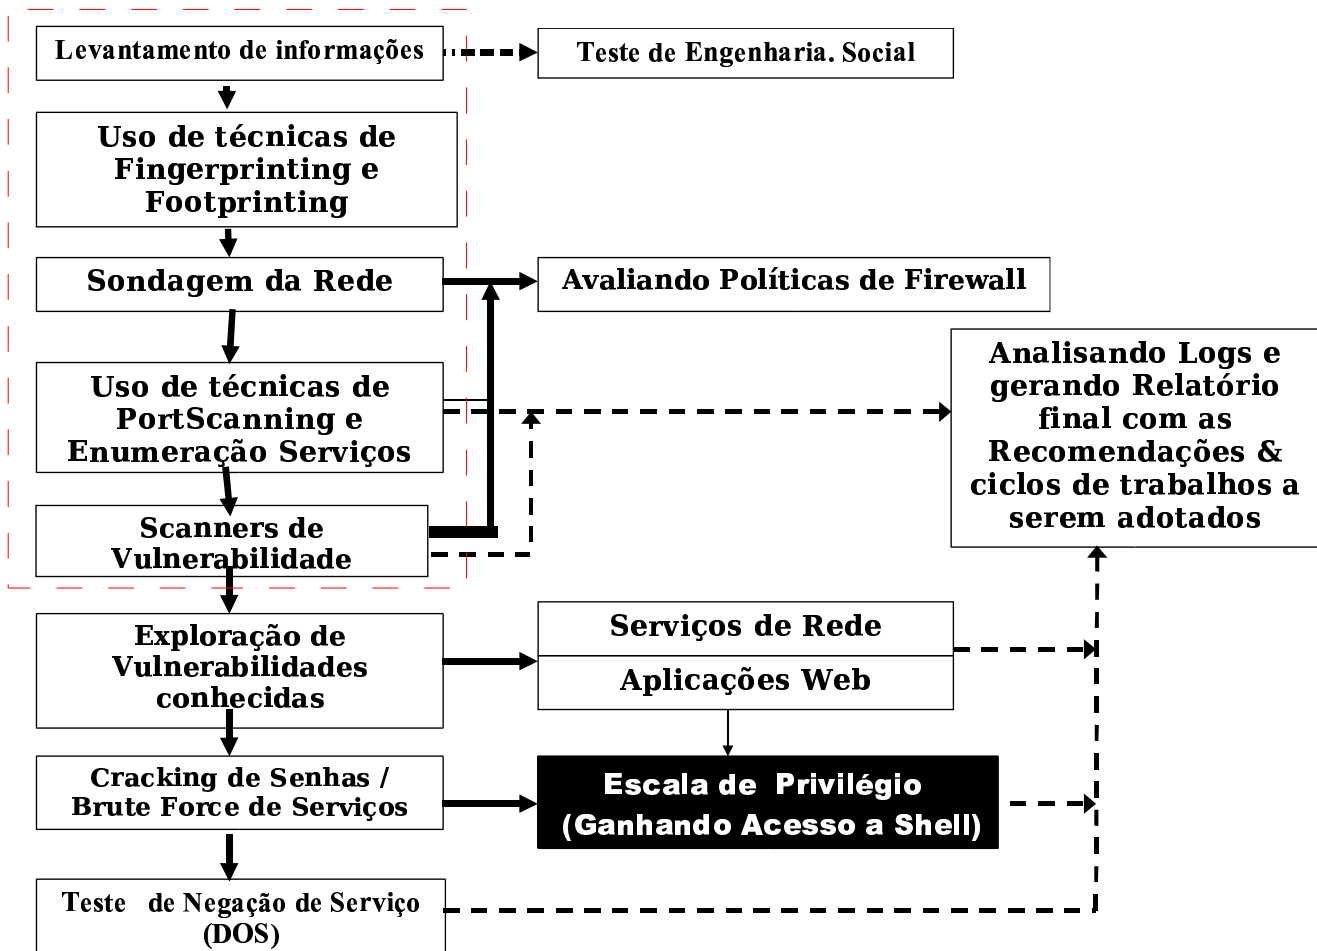 Levantamento de informações
Teste de Engenharia. Social
Uso de técnicas de
Fingerprinting e
Footprinting
Sondagem da Rede
Avaliando Políticas de Firewall
Uso de técnicas de
PortScanning e
Enumeração Serviços
Analisando Logs e
gerando Relatório
final com as
Recomendações &
ciclos de trabalhos a
serem adotados
Scanners de
Vulnerabilidade
Exploração de
Vulnerabilidades
conhecidas
Serviços de Rede
Aplicações Web
Cracking de Senhas /
Brute Force de Serviços
Escala de Privilégio
(Ganhando Acesso a Shell)
Teste de Negação de Serviço
(DOS)